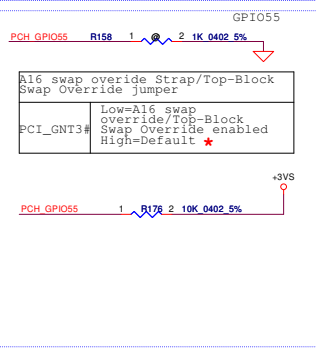 GPIO55
PCH_GPIO55 R158 1 @ 2 1K_0402_5%
A16 swap overide Strap/Top-Block
Swap Override jumper
PCI_GNT3#
Low=A16 swap
override/Top-Block
Swap Override enabled
High=Default *
+3VS
PCH_GPIO55 1 R176 2 10K_0402_5%